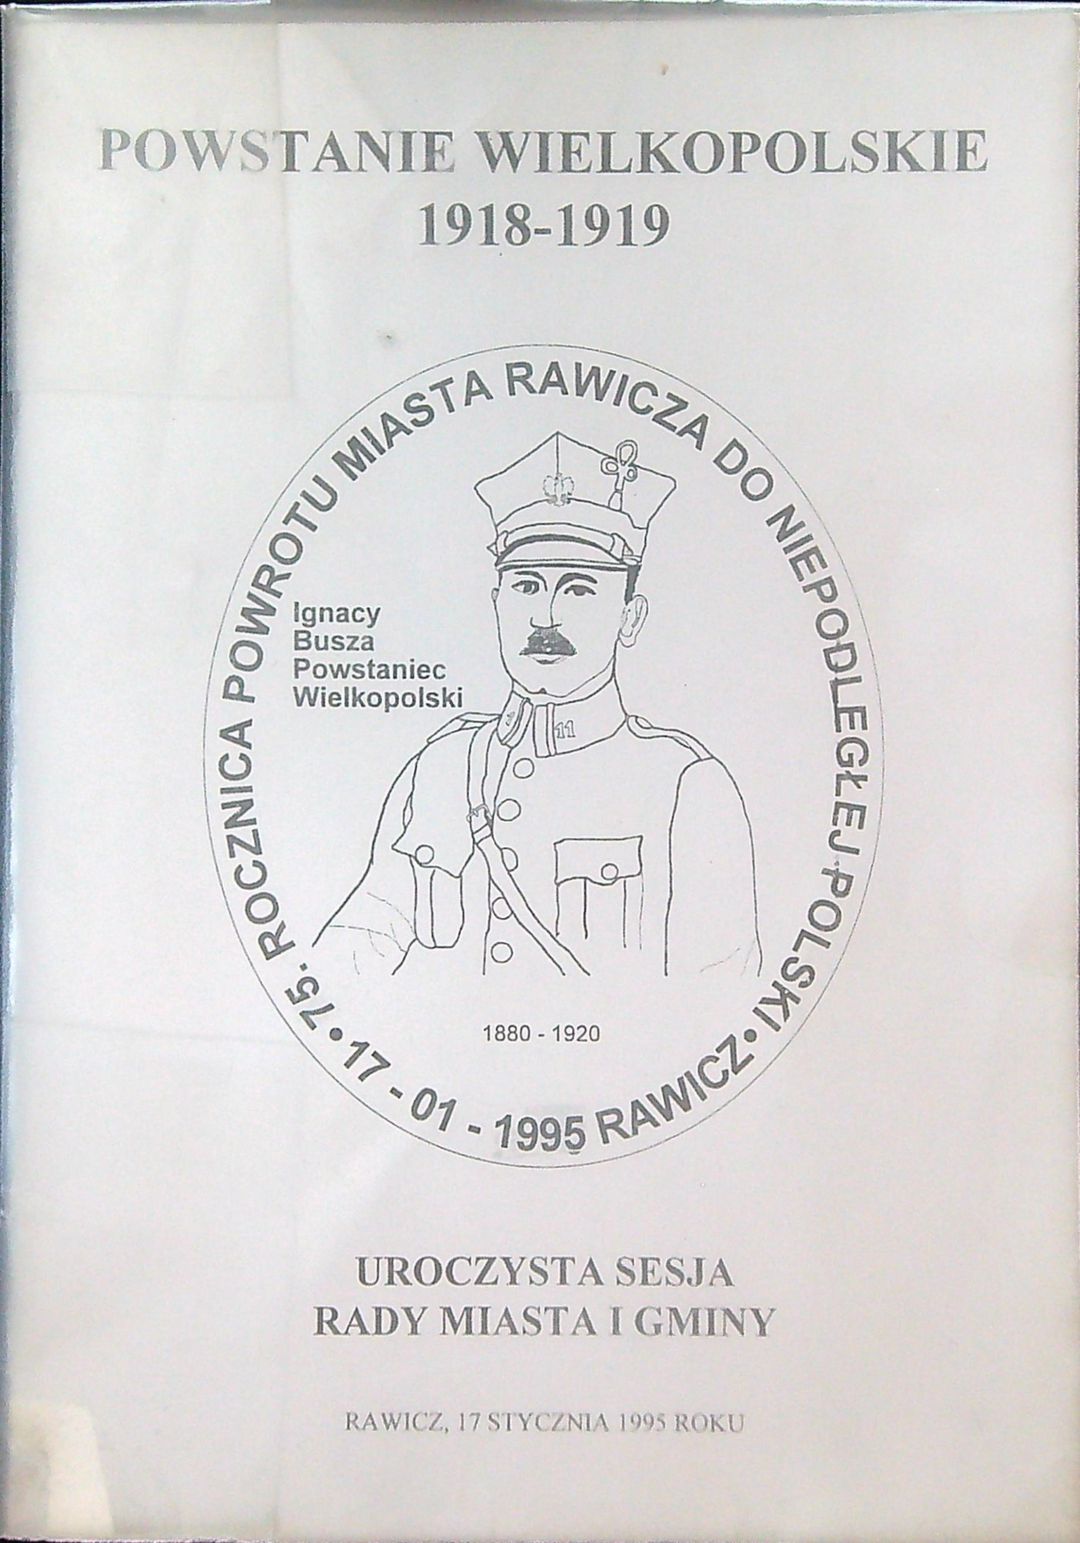 POWSTANIE WIELKOPOLSKIE
1918-1919
75. ROCZNICA POWROTU MIASTA RAWICZA DO NIEPODLEGŁEJ POLSKI •
17 - 01 - 1995 RAWICZ •
Ignacy
Busza
Powstaniec
Wielkopolski
11
1880 - 1920
UROCZYSTA SESJA
RADY MIASTA I GMINY
RAWICZ, 17 STYCZNIA 1995 ROKU